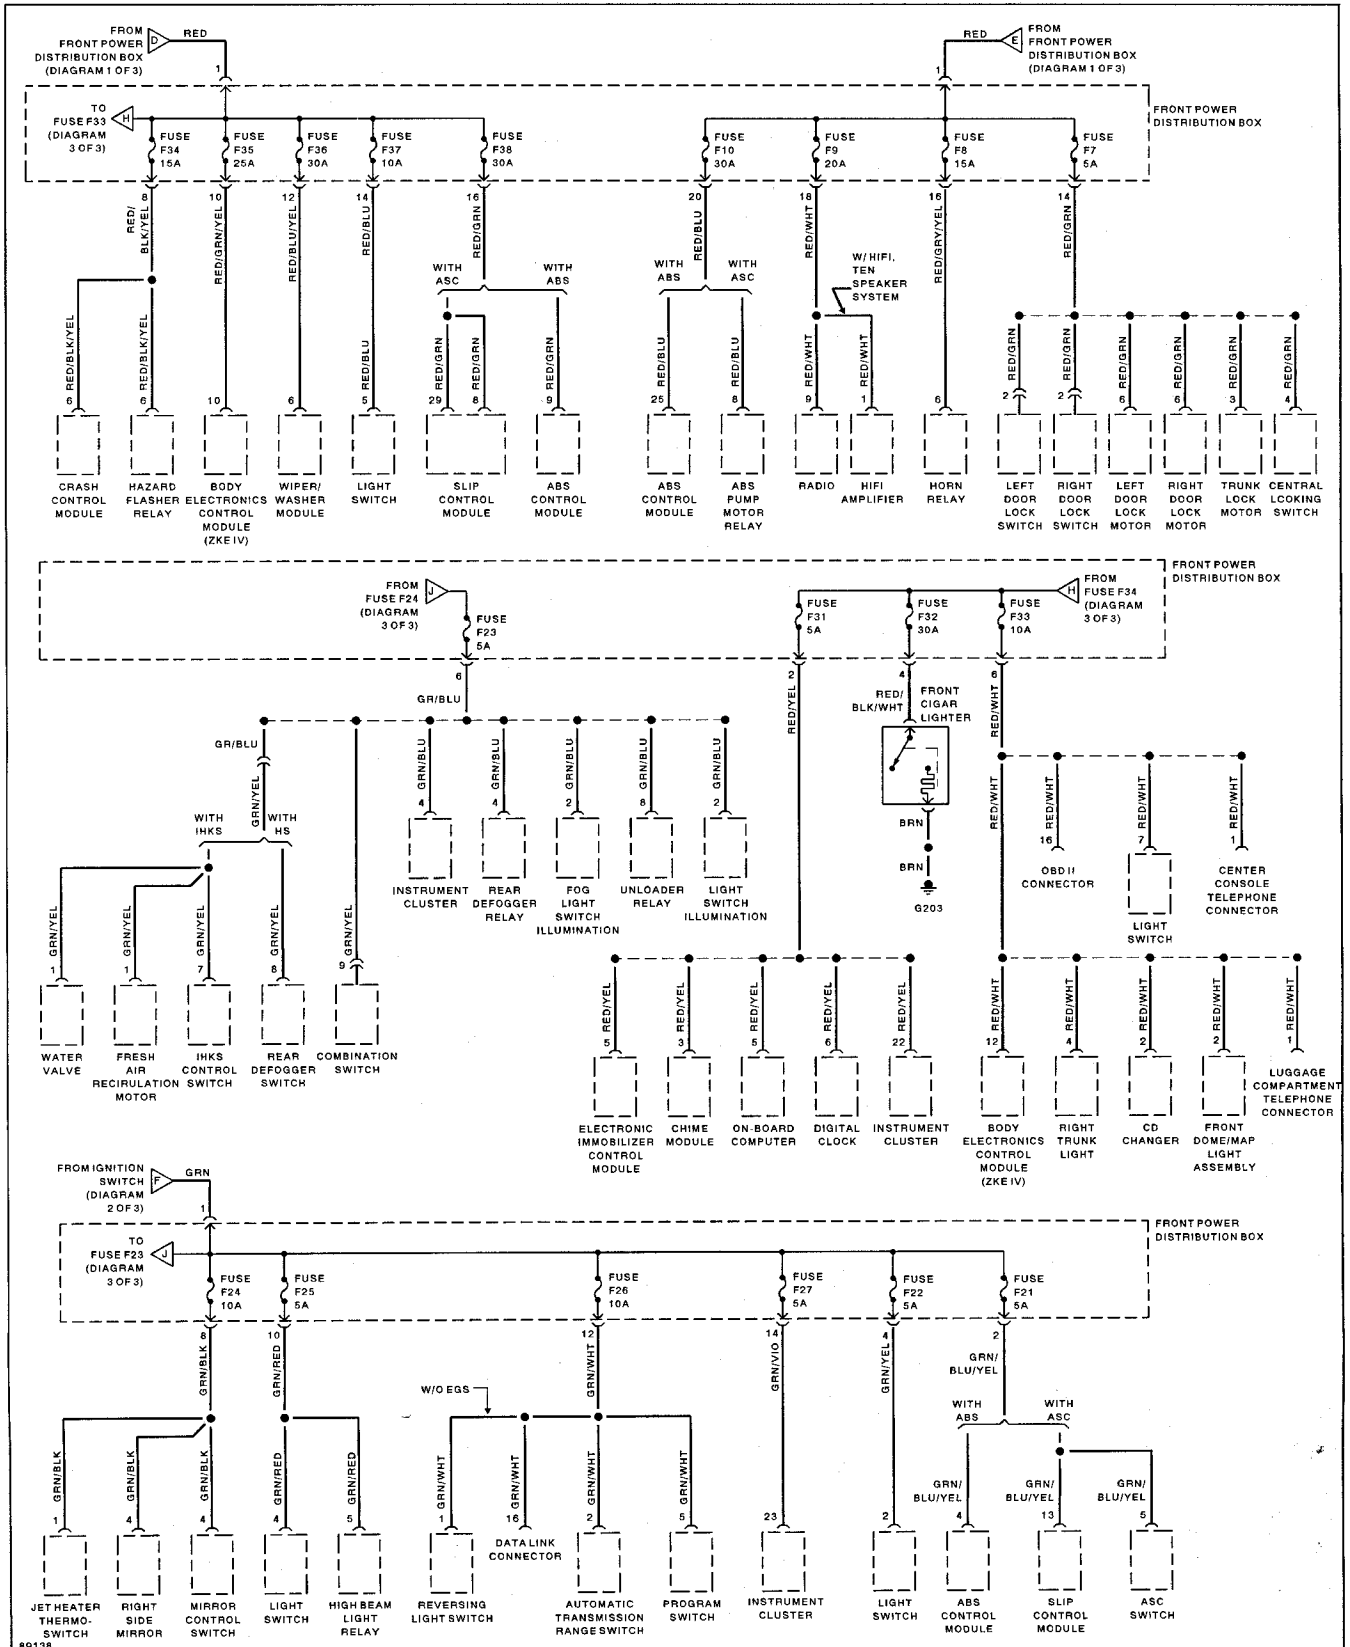 FROM
FRONT POWER
DISTRIBUTION BOX
(DIAGRAM 1 OF 3)
D
RED
1
RED
E
FROM
FRONT POWER
DISTRIBUTION BOX
(DIAGRAM 1 OF 3)
1
FRONT POWER
DISTRIBUTION BOX
TO
FUSE F33
(DIAGRAM
3 OF 3)
H
FUSE
F34
15A
FUSE
F35
25A
FUSE
F36
30A
FUSE
F37
10A
FUSE
F38
30A
FUSE
F10
30A
FUSE
F9
20A
FUSE
F8
15A
FUSE
F7
5A
8
10
12
14
16
20
18
16
14
RED/
BLK/YEL
RED/GRN/YEL
RED/BLU/YEL
RED/BLU
RED/GRN
RED/BLU
RED/WHT
RED/GRY/YEL
RED/GRN
WITH
ASC
WITH
ABS
WITH
ABS
WITH
ASC
W/HIFI,
TEN
SPEAKER
SYSTEM
RED/BLK/YEL
RED/BLK/YEL
RED/BLU
RED/GRN
RED/GRN
RED/GRN
RED/BLU
RED/BLU
RED/WHT
RED/WHT
RED/GRN
RED/GRN
RED/GRN
RED/GRN
RED/GRN
RED/GRN
6
6
10
6
5
29
8
9
25
8
9
1
6
2
2
6
6
3
4
CRASH
CONTROL
MODULE
HAZARD
FLASHER
RELAY
BODY
ELECTRONICS
CONTROL
MODULE
(ZKE IV)
WIPER/
WASHER
MODULE
LIGHT
SWITCH
SLIP
CONTROL
MODULE
ABS
CONTROL
MODULE
ABS
CONTROL
MODULE
ABS
PUMP
MOTOR
RELAY
RADIO
HIFI
AMPLIFIER
HORN
RELAY
LEFT
DOOR
LOCK
SWITCH
RIGHT
DOOR
LOCK
SWITCH
LEFT
DOOR
LOCK
MOTOR
RIGHT
DOOR
LOCK
MOTOR
TRUNK
LOCK
MOTOR
CENTRAL
LCOKING
SWITCH
FRONT POWER
DISTRIBUTION BOX
FROM
FUSE F24
(DIAGRAM
3 OF 3)
J
FUSE
F23
5A
FUSE
F31
5A
FUSE
F32
30A
FUSE
F33
10A
H
FROM
FUSE F34
(DIAGRAM
3 OF 3)
6
2
4
6
GR/BLU
RED/YEL
RED/
BLK/WHT
FRONT
CIGAR
LIGHTER
RED/WHT
GR/BLU
GRN/YEL
WITH
IHKS
WITH
HS
GRN/BLU
GRN/BLU
GRN/BLU
GRN/BLU
GRN/BLU
4
4
2
8
2
INSTRUMENT
CLUSTER
REAR
DEFOGGER
RELAY
FOG
LIGHT
SWITCH
ILLUMINATION
UNLOADER
RELAY
LIGHT
SWITCH
ILLUMINATION
BRN
BRN
G203
RED/WHT
RED/WHT
RED/WHT
RED/WHT
16
7
1
OBD II
CONNECTOR
LIGHT
SWITCH
CENTER
CONSOLE
TELEPHONE
CONNECTOR
GRN/YEL
GRN/YEL
GRN/YEL
GRN/YEL
GRN/YEL
1
1
7
8
9
WATER
VALVE
FRESH
AIR
RECIRULATION
MOTOR
IHKS
CONTROL
SWITCH
REAR
DEFOGGER
SWITCH
COMBINATION
SWITCH
RED/YEL
RED/YEL
RED/YEL
RED/YEL
RED/YEL
RED/WHT
RED/WHT
RED/WHT
RED/WHT
RED/WHT
5
3
5
6
22
12
4
2
2
1
ELECTRONIC
IMMOBILIZER
CONTROL
MODULE
CHIME
MODULE
ON-BOARD
COMPUTER
DIGITAL
CLOCK
INSTRUMENT
CLUSTER
BODY
ELECTRONICS
CONTROL
MODULE
(ZKE IV)
RIGHT
TRUNK
LIGHT
CD
CHANGER
FRONT
DOME/MAP
LIGHT
ASSEMBLY
LUGGAGE
COMPARTMENT
TELEPHONE
CONNECTOR
FROM IGNITION
SWITCH
(DIAGRAM
2 OF 3)
F
GRN
1
FRONT POWER
DISTRIBUTION BOX
TO
FUSE F23
(DIAGRAM
3 OF 3)
J
FUSE
F24
10A
FUSE
F25
5A
FUSE
F26
10A
FUSE
F27
5A
FUSE
F22
5A
FUSE
F21
5A
8
10
12
14
4
2
GRN/BLK
GRN/RED
GRN/WHT
GRN/VIO
GRN/YEL
GRN/
BLU/YEL
W/O EGS
WITH
ABS
WITH
ASC
GRN/BLK
GRN/BLK
GRN/BLK
GRN/RED
GRN/RED
GRN/WHT
GRN/WHT
GRN/WHT
GRN/WHT
GRN/
BLU/YEL
GRN/
BLU/YEL
GRN/
BLU/YEL
1
4
4
4
5
1
16
2
5
23
2
4
13
5
JET HEATER
THERMO-
SWITCH
RIGHT
SIDE
MIRROR
MIRROR
CONTROL
SWITCH
LIGHT
SWITCH
HIGH BEAM
LIGHT
RELAY
REVERSING
LIGHT SWITCH
DATA LINK
CONNECTOR
AUTOMATIC
TRANSMISSION
RANGE SWITCH
PROGRAM
SWITCH
INSTRUMENT
CLUSTER
LIGHT
SWITCH
ABS
CONTROL
MODULE
SLIP
CONTROL
MODULE
ASC
SWITCH
89138